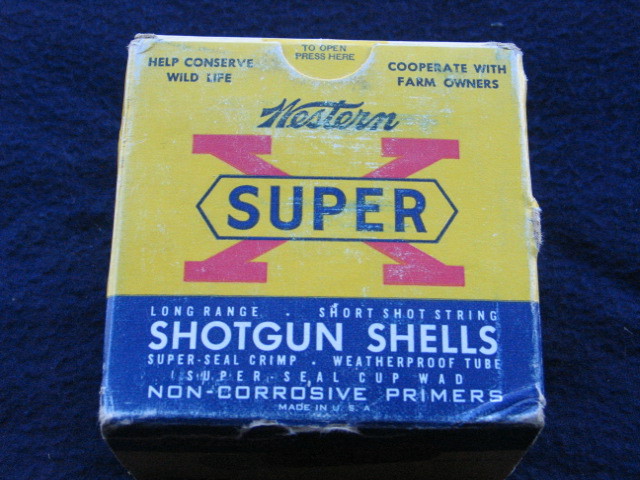 TO OPEN
PRESS HERE
HELP CONSERVE
WILD LIFE
COOPERATE WITH
FARM OWNERS
Western
X
SUPER
LONG RANGE - SHORT SHOT STRING
SHOTGUN SHELLS
SUPER-SEAL CRIMP - WEATHERPROOF TUBE
SUPER-SEAL CUP WAD
NON-CORROSIVE PRIMERS
MADE IN U.S.A